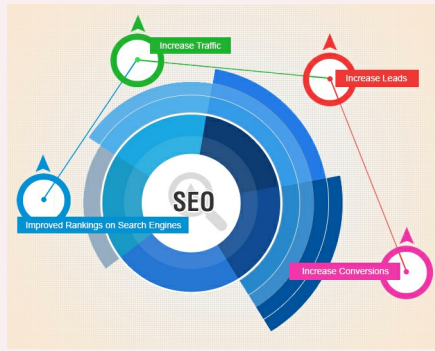 Increase Traffic
Increase Leads
SEO
Improved Rankings on Search Engines
Increase Conversions